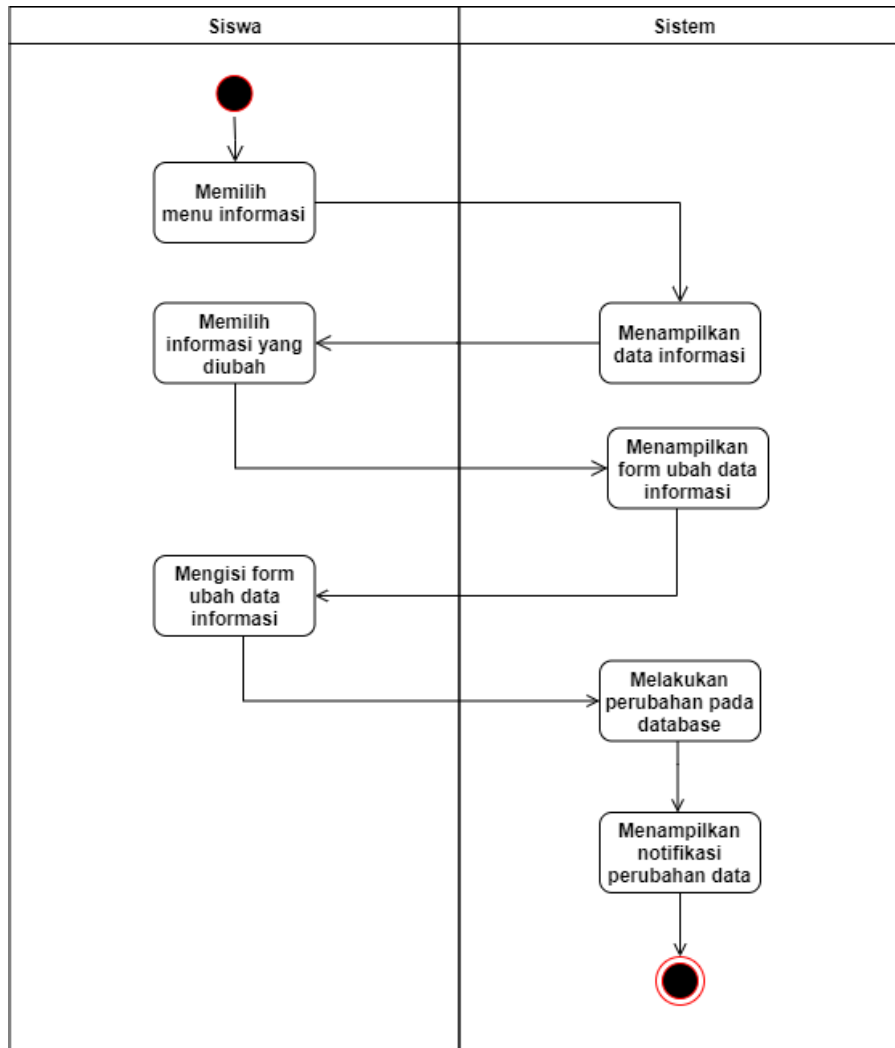 Siswa
Sistem
Memilih
menu informasi
Menampilkan
data informasi
Memilih
informasi yang
diubah
Menampilkan
form ubah data
informasi
Mengisi form
ubah data
informasi
Melakukan
perubahan pada
database
Menampilkan
notifikasi
perubahan data